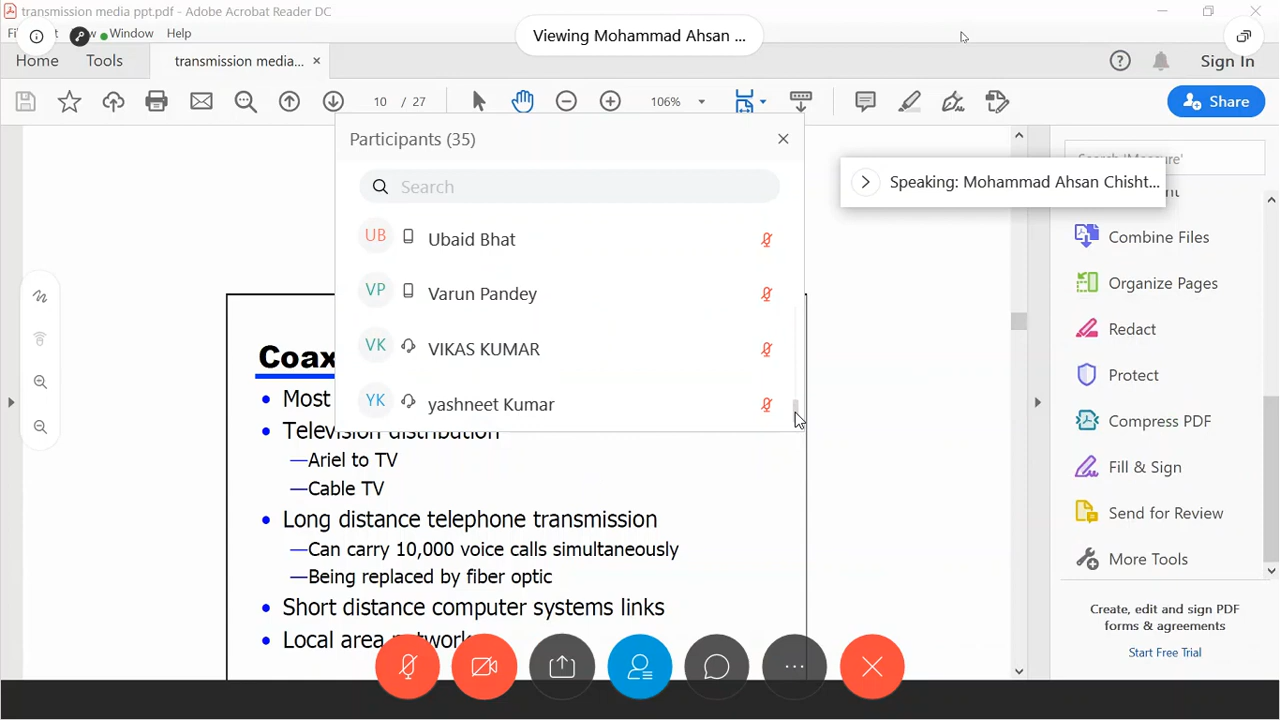 transmission media ppt.pdf - Adobe Acrobat Reader DC
Window Help
Viewing Mohammad Ahsan ...
Home Tools transmission media... ×
Sign In
10 / 27
106%
Share
Participants (35)
Search
Speaking: Mohammad Ahsan Chisht...
Search 'Measure'
UB Ubaid Bhat
VP Varun Pandey
VK VIKAS KUMAR
YK yashneet Kumar
Combine Files
Organize Pages
Redact
Protect
Compress PDF
Fill & Sign
Send for Review
More Tools
Create, edit and sign PDF
forms & agreements
Start Free Trial
Coax
• Most
• Television distribution
—Ariel to TV
—Cable TV
• Long distance telephone transmission
—Can carry 10,000 voice calls simultaneously
—Being replaced by fiber optic
• Short distance computer systems links
• Local area network